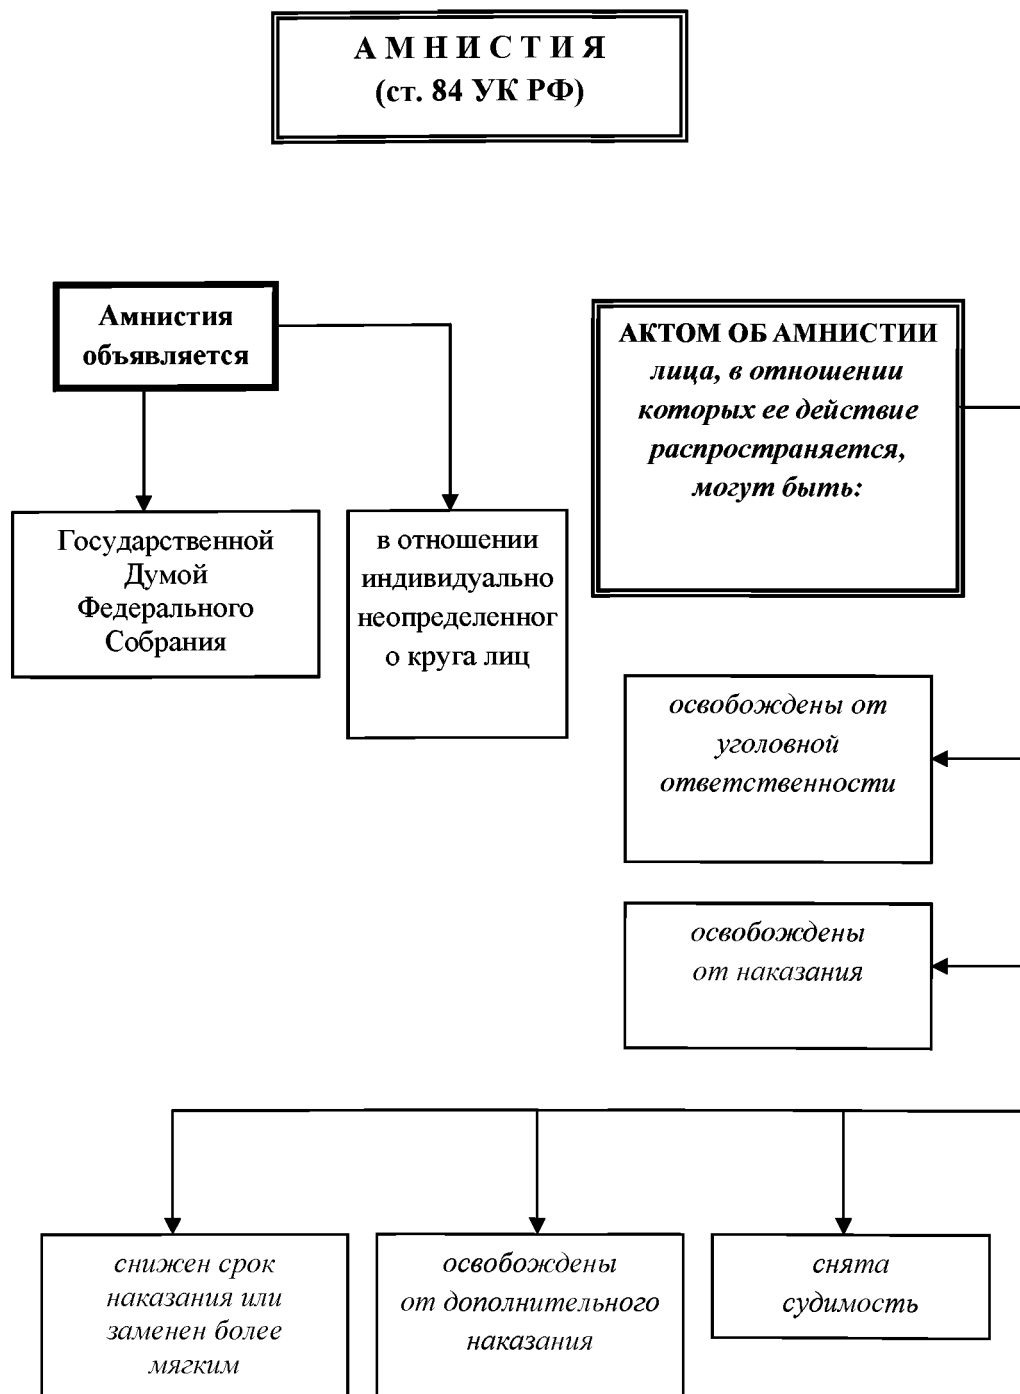 АМНИСТИЯ
(ст. 84 УК РФ)
Амнистия
объявляется
АКТОМ ОБ АМНИСТИИ
лица, в отношении
которых ее действие
распространяется,
могут быть:
Государственной
Думой
Федерального
Собрания
в отношении
индивидуально
неопределенног
о круга лиц
освобождены от
уголовной
ответственности
освобождены
от наказания
снижен срок
наказания или
заменен более
мягким
освобождены
от дополнительного
наказания
снята
судимость